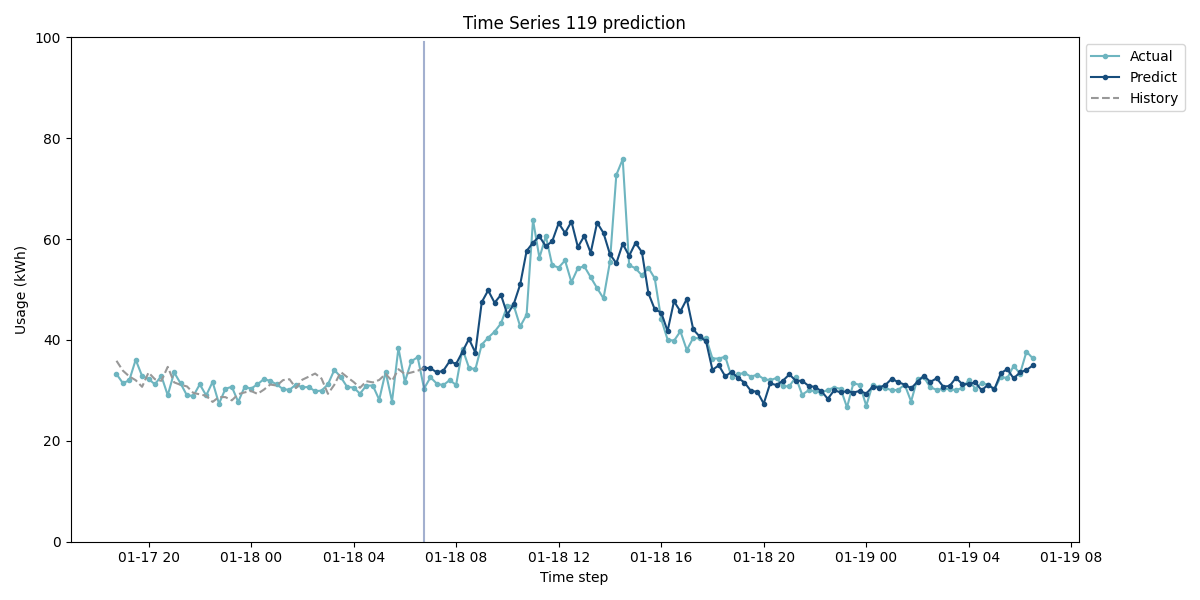 Time Series 119 prediction
Usage (kWh)
100
80
60
40
20
0
01-17 20 01-18 00 01-18 04 01-18 08 01-18 12 01-18 16 01-18 20 01-19 00 01-19 04 01-19 08
Time step
Actual
Predict
History